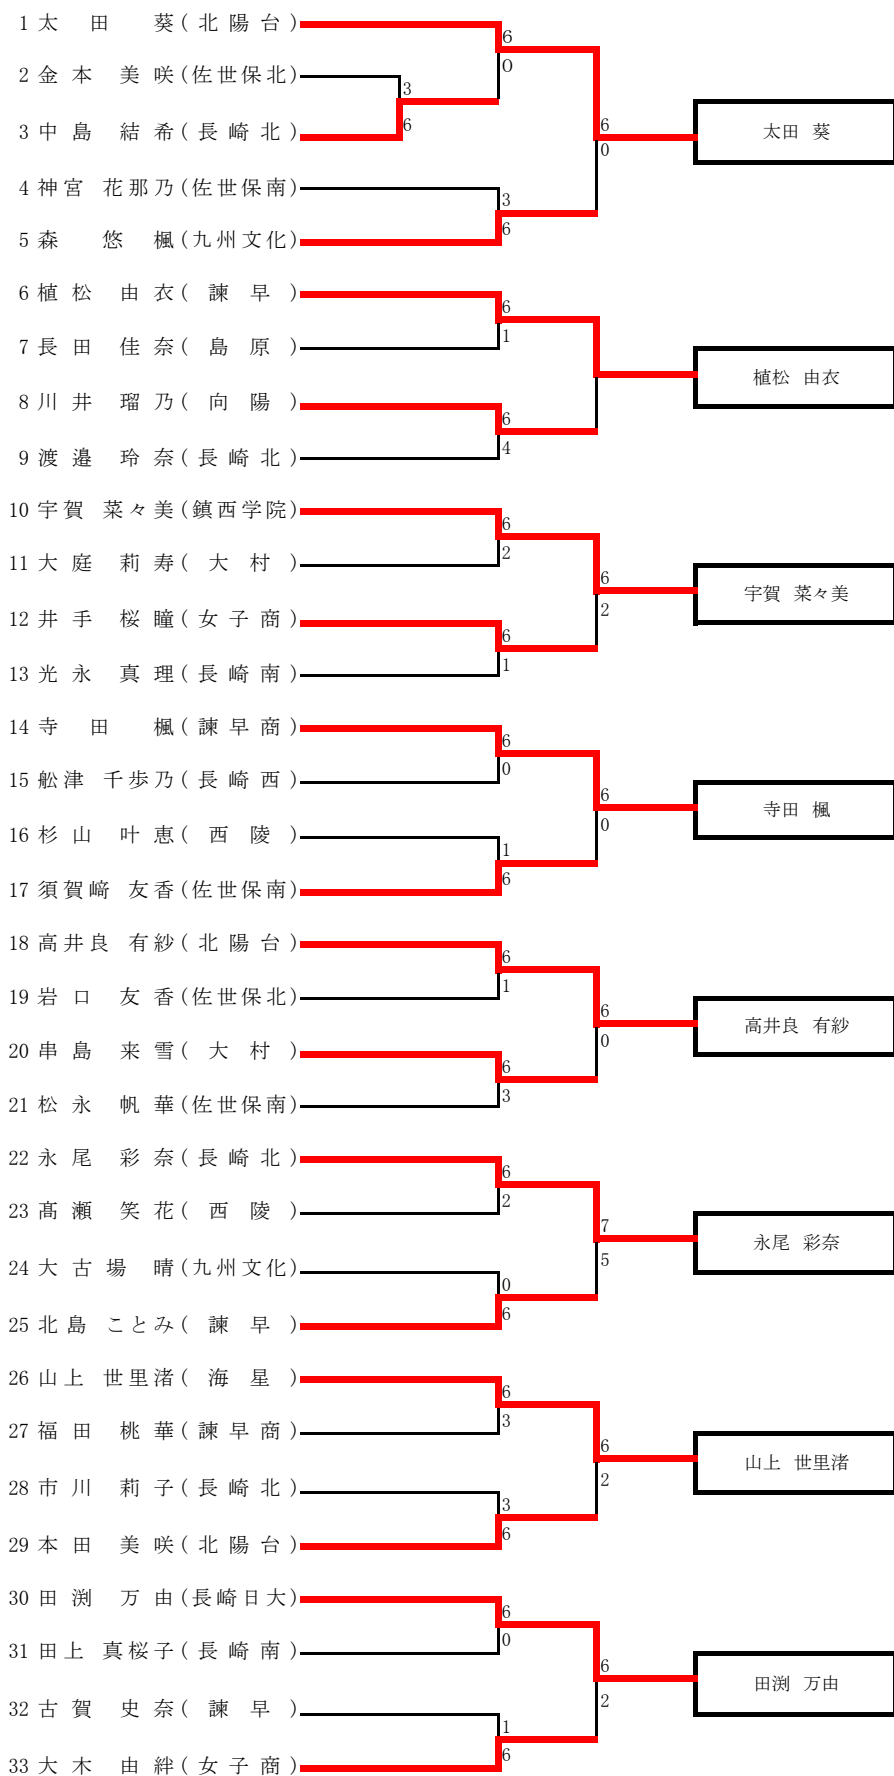 1 太田 葵(北陽台)
6
0
2 金本 美咲(佐世保北)
3
6
3 中島 結希(長崎北)
6
0
太田 葵
4 神宮 花那乃(佐世保南)
3
6
5 森 悠楓(九州文化)
6 植松 由衣(諫早)
6
1
7 長田 佳奈(島原)
植松 由衣
8 川井 瑠乃(向陽)
6
4
9 渡邉 玲奈(長崎北)
10 宇賀 菜々美(鎮西学院)
6
2
11 大庭 莉寿(大村)
6
2
宇賀 菜々美
12 井手 桜瞳(女子商)
6
1
13 光永 真理(長崎南)
14 寺田 楓(諫早商)
6
0
15 舩津 千歩乃(長崎西)
6
0
寺田 楓
16 杉山 叶恵(西陵)
1
6
17 須賀﨑 友香(佐世保南)
18 高井良 有紗(北陽台)
6
1
19 岩口 友香(佐世保北)
6
0
高井良 有紗
20 串島 来雪(大村)
6
3
21 松永 帆華(佐世保南)
22 永尾 彩奈(長崎北)
6
2
23 髙瀬 笑花(西陵)
7
5
永尾 彩奈
24 大古場 晴(九州文化)
0
6
25 北島 ことみ(諫早)
26 山上 世里渚(海星)
6
3
27 福田 桃華(諫早商)
6
2
山上 世里渚
28 市川 莉子(長崎北)
3
6
29 本田 美咲(北陽台)
30 田渕 万由(長崎日大)
6
0
31 田上 真桜子(長崎南)
6
2
田渕 万由
32 古賀 史奈(諫早)
1
6
33 大木 由絆(女子商)